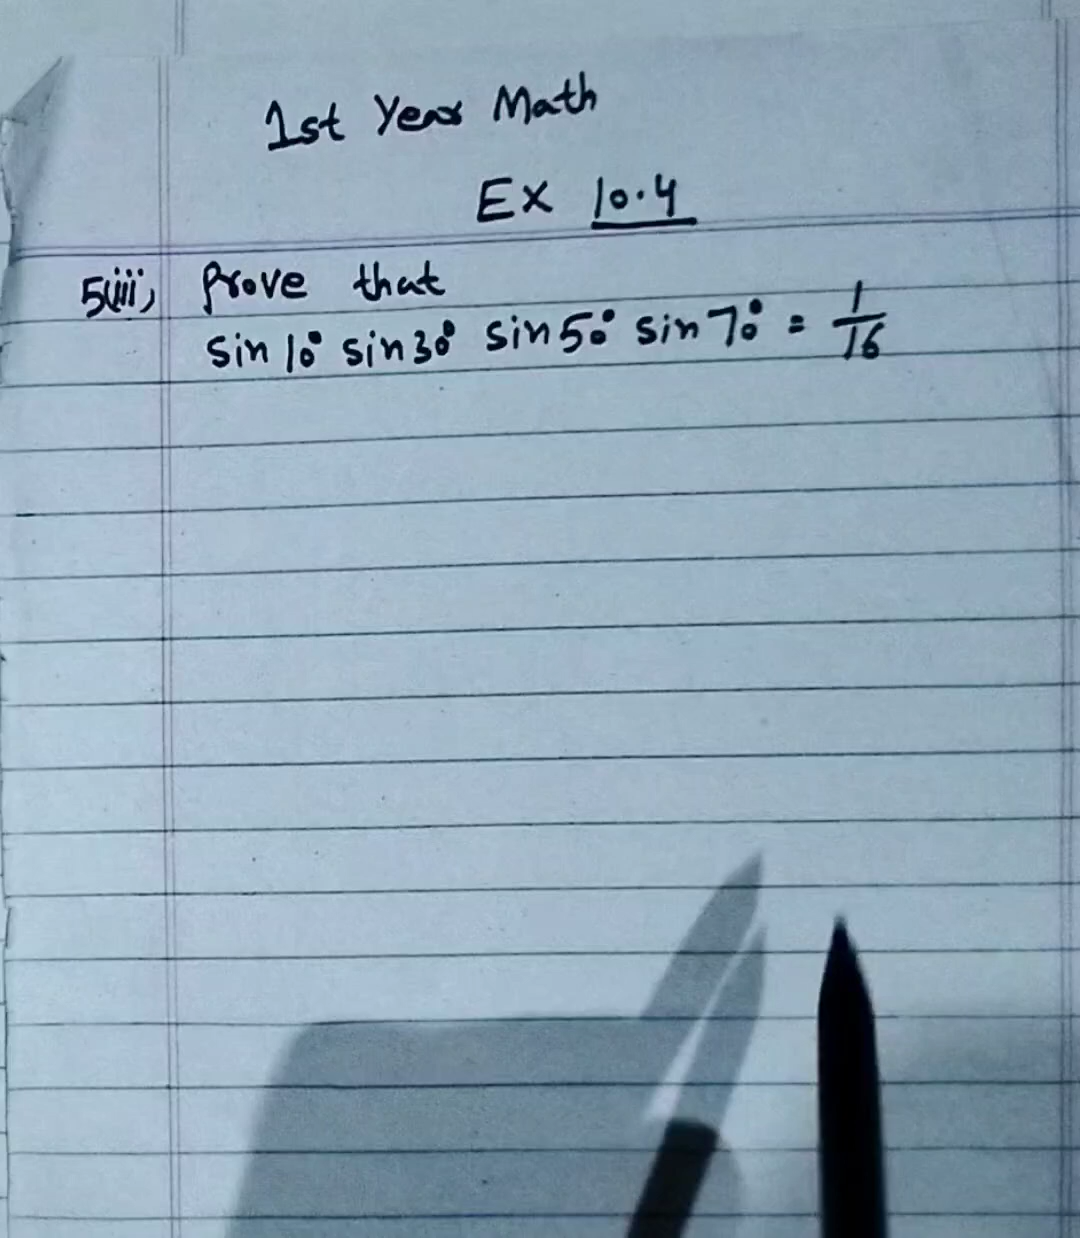 1st Year Math
EX 10.4
5(iii) Prove that
sin 10° sin 30° sin 50° sin 70° = 1/16